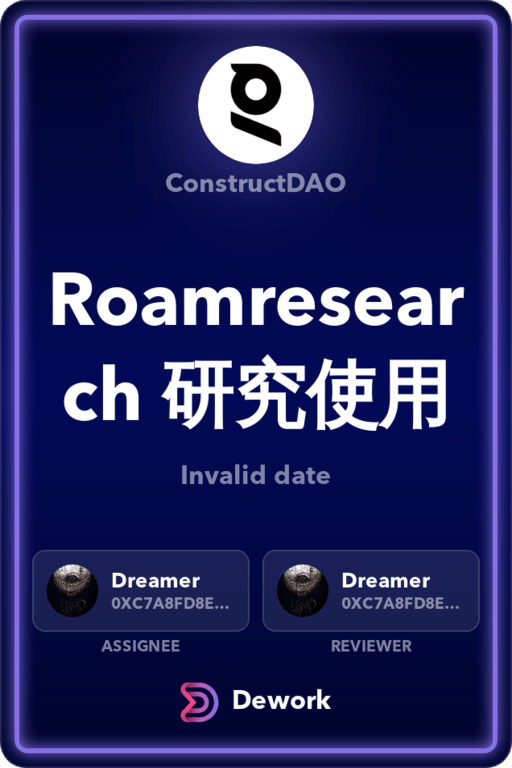 ConstructDAO
Roamresear
ch 研究使用
Invalid date
Dreamer
0XC7A8FD8E...
ASSIGNEE
Dreamer
0XC7A8FD8E...
REVIEWER
Dework